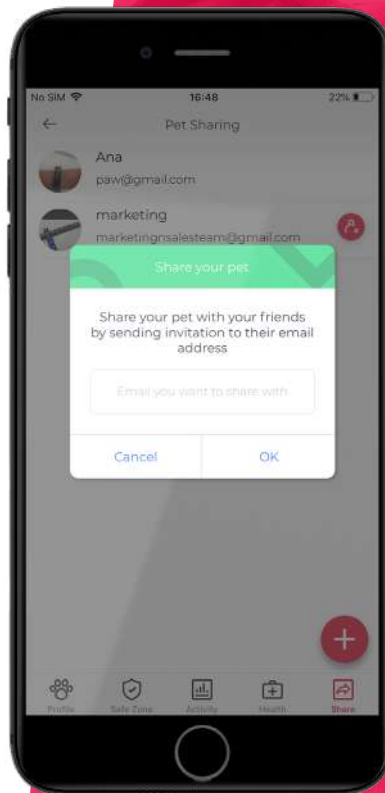 No SIM 16:48 22%
Pet Sharing
Ana
paw@gmail.com
marketing
marketingnsalesteam@gmail.com
Share your pet
Share your pet with your friends
by sending invitation to their email
address
Email you want to share with
Cancel OK
Profile Safe Zone Activity Health Share